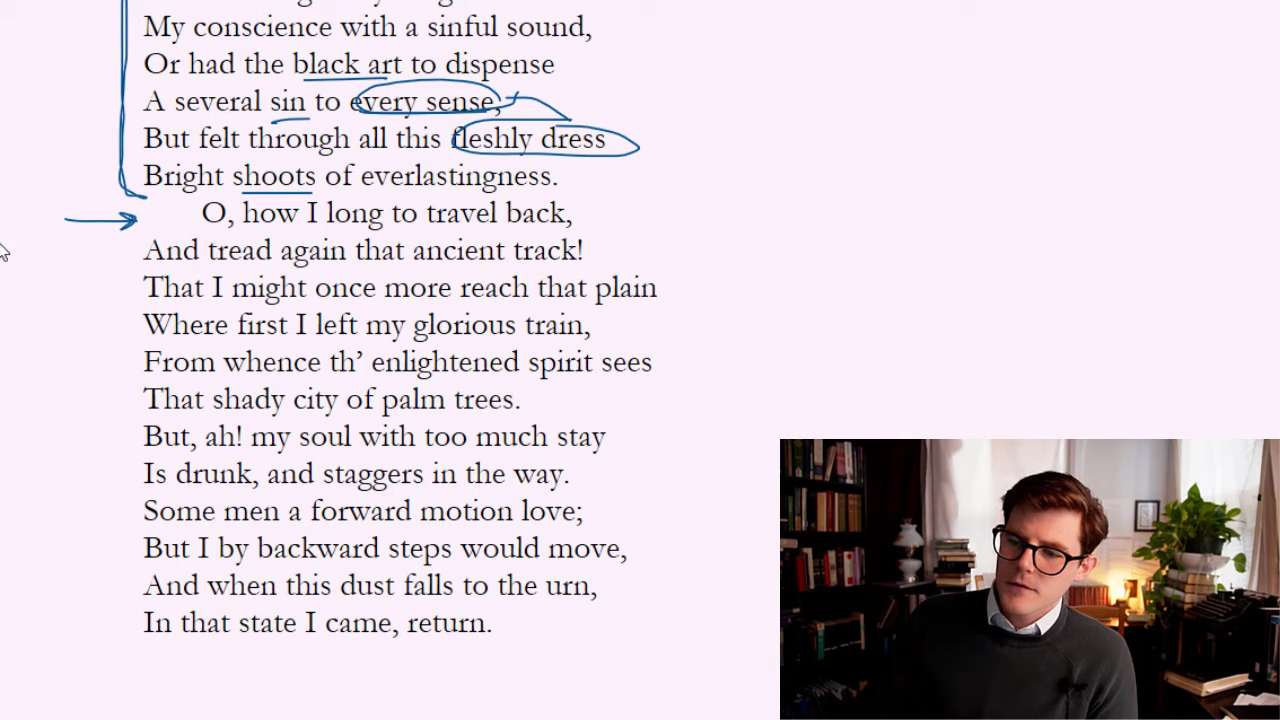 My conscience with a sinful sound,
Or had the black art to dispense
A several sin to every sense,
But felt through all this fleshly dress
Bright shoots of everlastingness.
O, how I long to travel back,
And tread again that ancient track!
That I might once more reach that plain
Where first I left my glorious train,
From whence th’ enlightened spirit sees
That shady city of palm trees.
But, ah! my soul with too much stay
Is drunk, and staggers in the way.
Some men a forward motion love;
But I by backward steps would move,
And when this dust falls to the urn,
In that state I came, return.